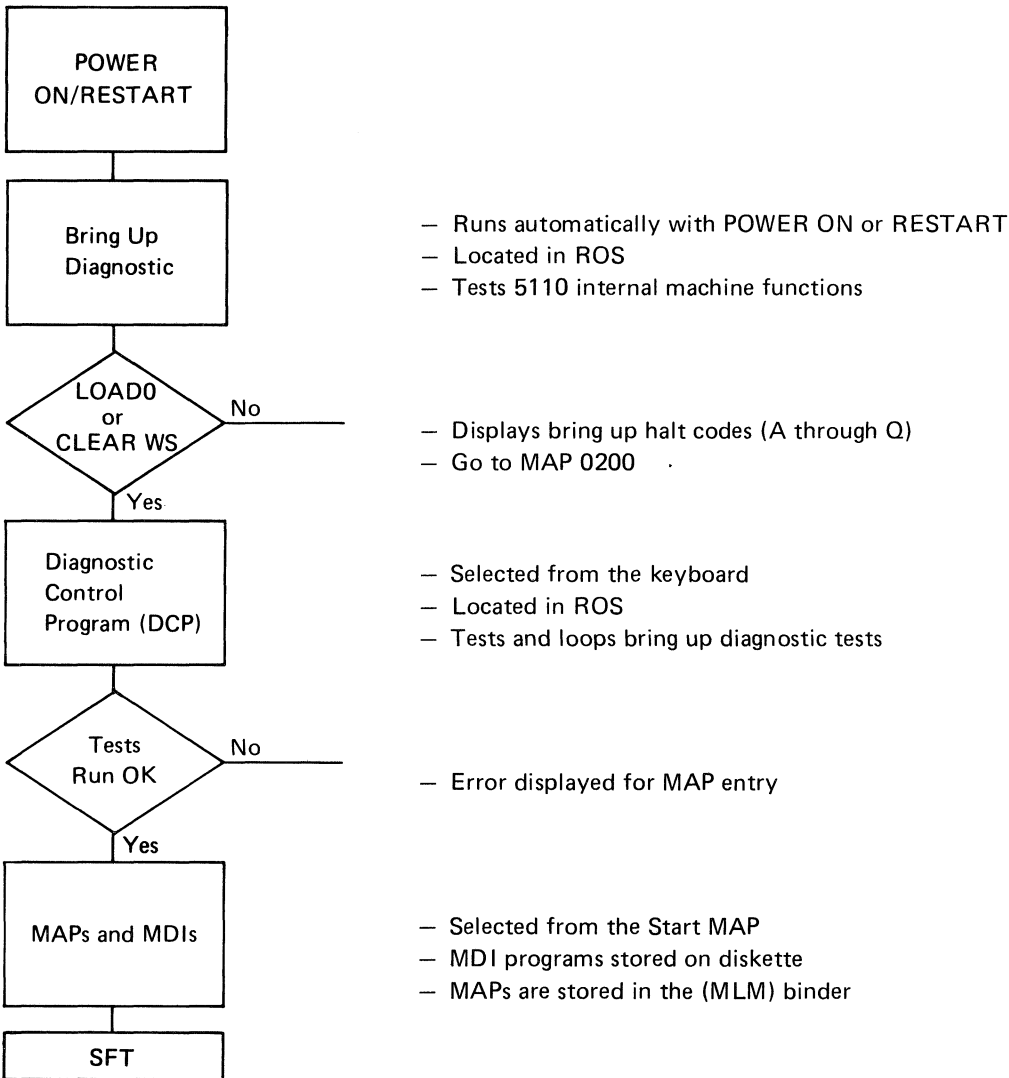 POWER
ON/RESTART
Bring Up
Diagnostic
– Runs automatically with POWER ON or RESTART
– Located in ROS
– Tests 5110 internal machine functions
LOAD0
or
CLEAR WS
No
– Displays bring up halt codes (A through Q)
– Go to MAP 0200
Yes
Diagnostic
Control
Program (DCP)
– Selected from the keyboard
– Located in ROS
– Tests and loops bring up diagnostic tests
Tests
Run OK
No
– Error displayed for MAP entry
Yes
MAPs and MDIs
– Selected from the Start MAP
– MDI programs stored on diskette
– MAPs are stored in the (MLM) binder
SFT